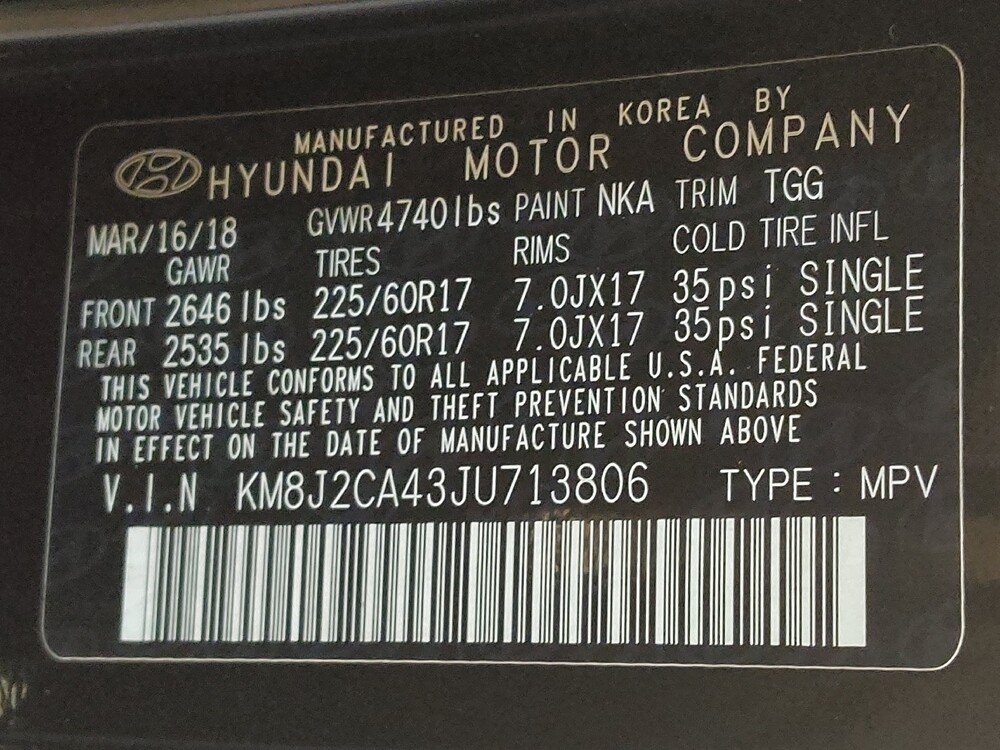 MANUFACTURED IN KOREA BY
HYUNDAI MOTOR COMPANY
MAR/16/18 GVWR 4740lbs PAINT NKA TRIM TGG
GAWR TIRES RIMS COLD TIRE INFL
FRONT 2646 lbs 225/60R17 7.0JX17 35psi SINGLE
REAR 2535 lbs 225/60R17 7.0JX17 35psi SINGLE
THIS VEHICLE CONFORMS TO ALL APPLICABLE U.S.A. FEDERAL
MOTOR VEHICLE SAFETY AND THEFT PREVENTION STANDARDS
IN EFFECT ON THE DATE OF MANUFACTURE SHOWN ABOVE
V.I.N KM8J2CA43JU713806 TYPE : MPV